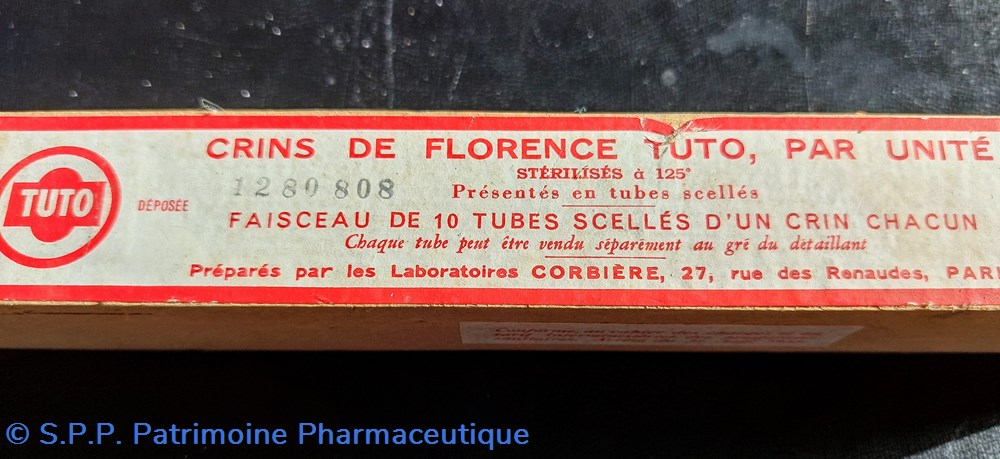 CRINS DE FLORENCE TUTO, PAR UNITÉ
STÉRILISÉS à 125°
1280808
Présentés en tubes scellés
TUTO
DÉPOSÉE
FAISCEAU DE 10 TUBES SCELLÉS D'UN CRIN CHACUN
Chaque tube peut être vendu séparément au gré du détaillant
Préparés par les Laboratoires CORBIÈRE, 27, rue des Renaudes, PARI
© S.P.P. Patrimoine Pharmaceutique